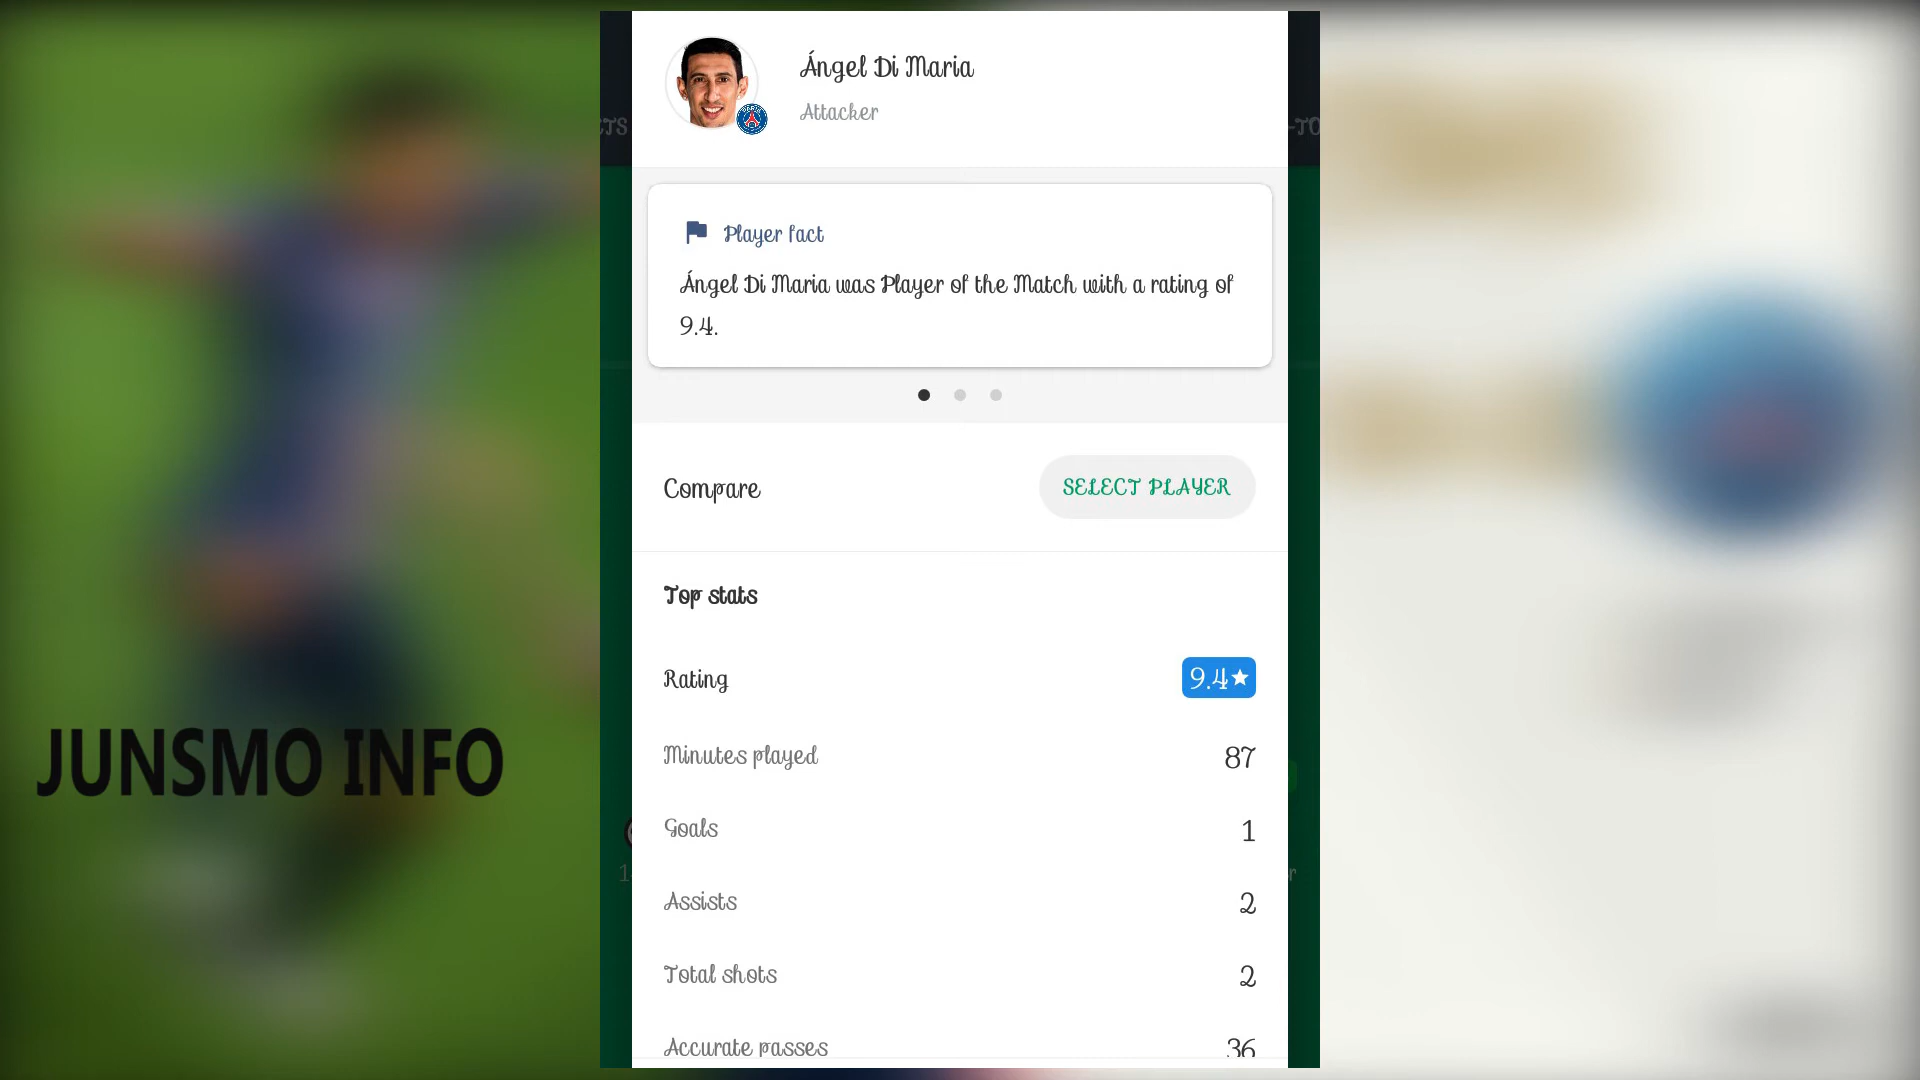 Ángel Di Maria
Attacker
Player fact
Ángel Di Maria was Player of the Match with a rating of
9.4.
Compare
SELECT PLAYER
Top stats
Rating
9.4
Minutes played
87
Goals
1
Assists
2
Total shots
2
Accurate passes
36
JUNSMO INFO